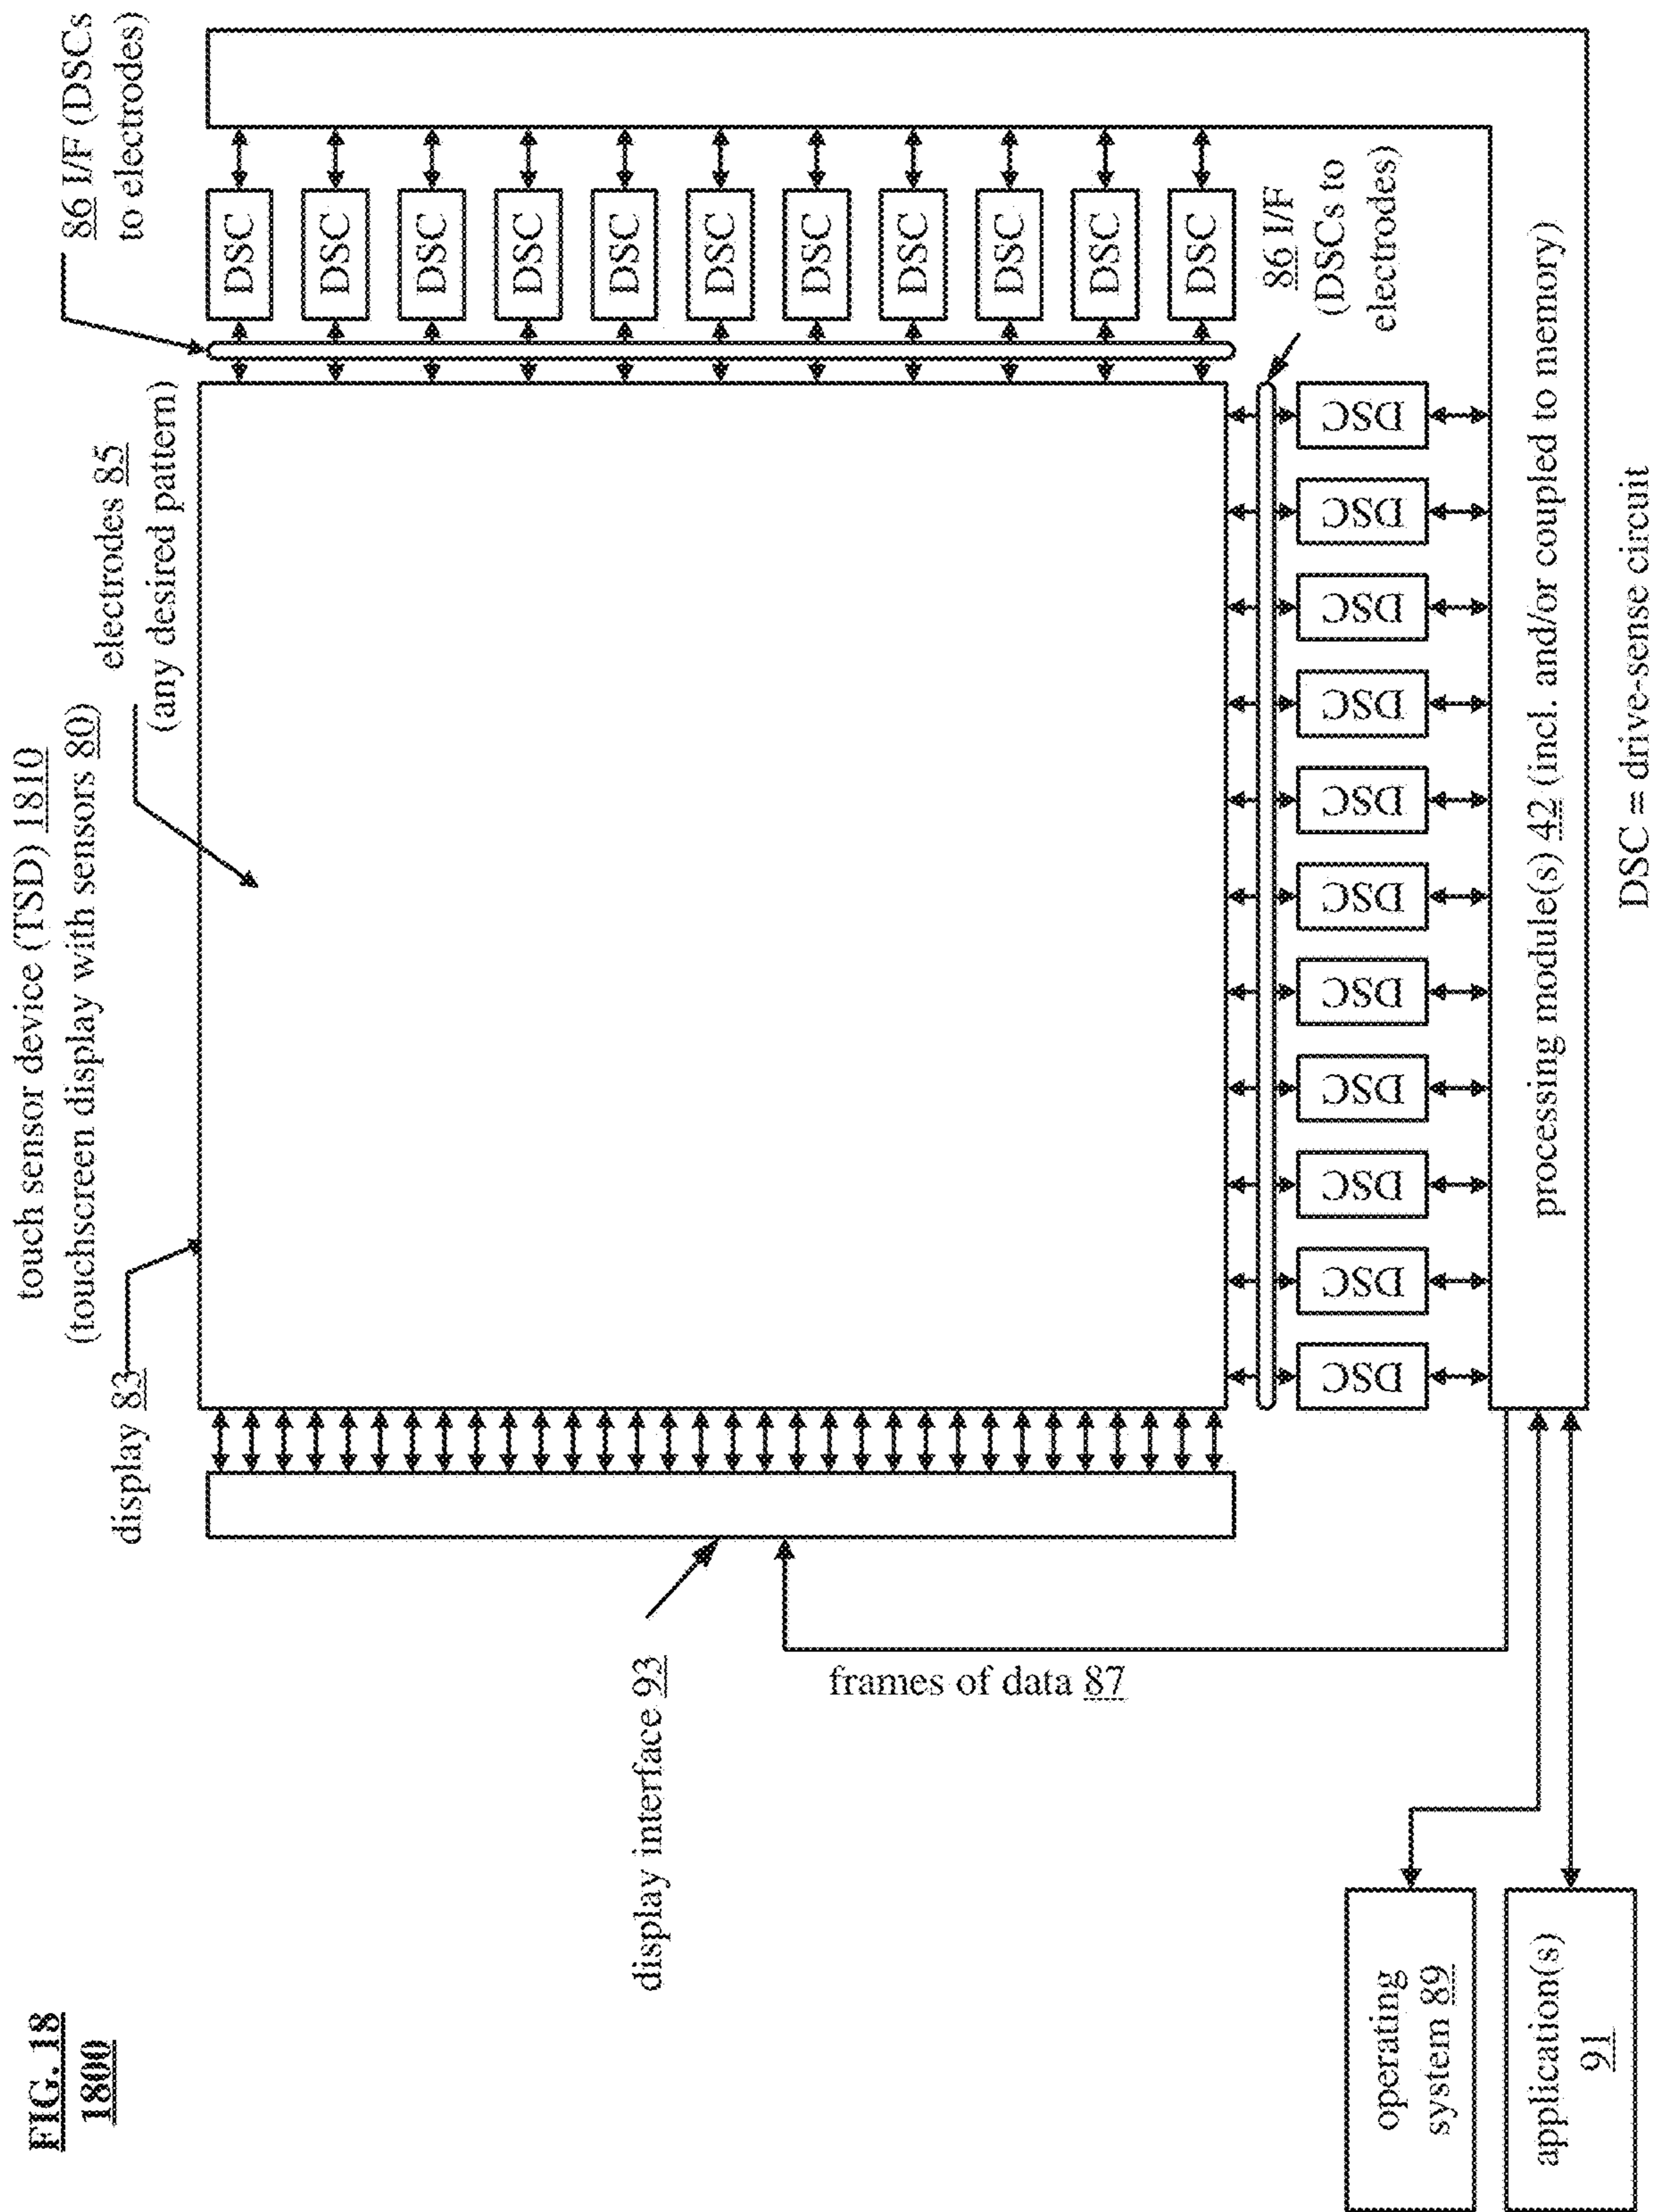 FIG. 18
1800
touch sensor device (TSD) 1810
(touchscreen display with sensors 80)
86 I/F (DSCs
to electrodes)
display 83
electrodes 85
(any desired pattern)
DSC
DSC
DSC
DSC
DSC
DSC
DSC
DSC
DSC
DSC
DSC
display interface 93
frames of data 87
86 I/F
(DSCs to
electrodes)
DSC
DSC
DSC
DSC
DSC
DSC
DSC
DSC
DSC
DSC
DSC
operating
system 89
application(s)
91
processing module(s) 42 (incl. and/or coupled to memory)
DSC = drive-sense circuit